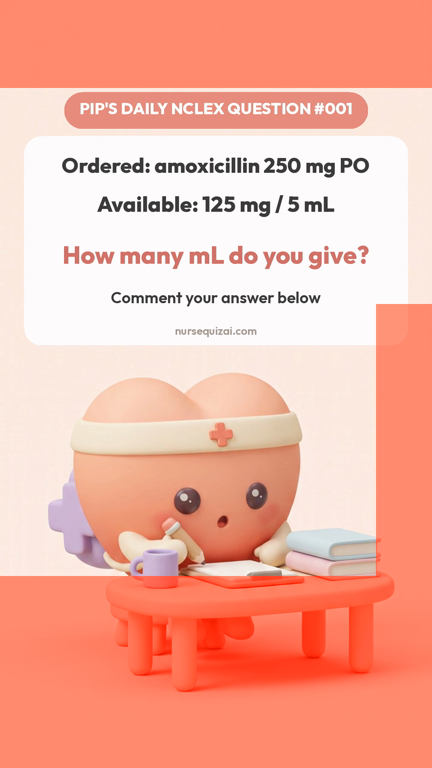 PIP'S DAILY NCLEX QUESTION #001
Ordered: amoxicillin 250 mg PO
Available: 125 mg / 5 mL
How many mL do you give?
Comment your answer below
nursequizai.com